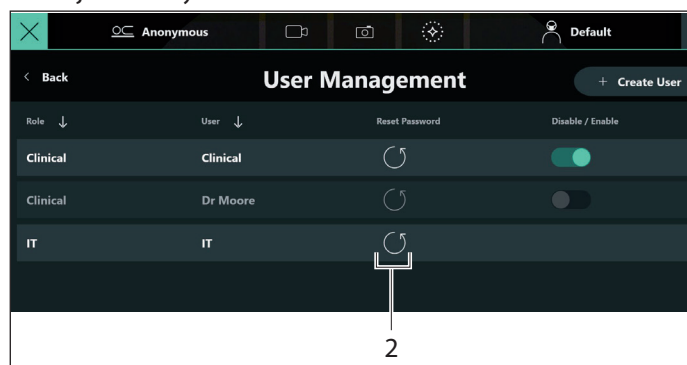 Anonymous Default
< Back User Management + Create User
Role ↓ User ↓ Reset Password Disable / Enable
Clinical Clinical
Clinical Dr Moore
IT IT
2